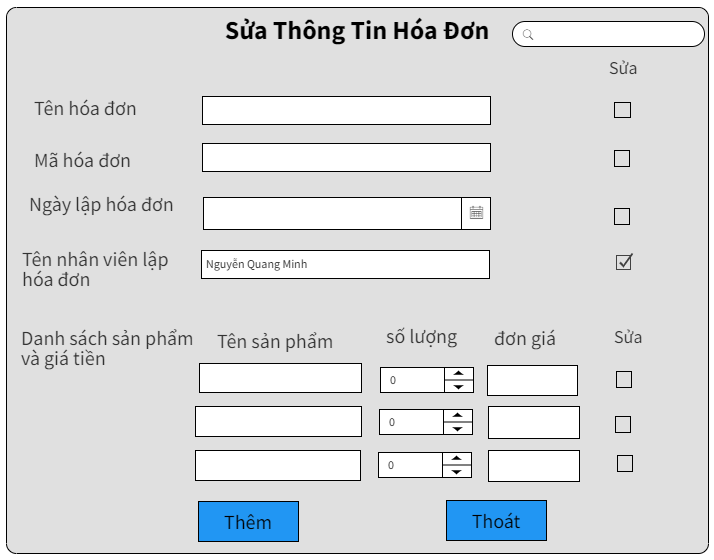 Sửa Thông Tin Hóa Đơn
Sửa
Tên hóa đơn
Mã hóa đơn
Ngày lập hóa đơn
Tên nhân viên lập
hóa đơn
Nguyễn Quang Minh
Danh sách sản phẩm
và giá tiền
Tên sản phẩm
số lượng
đơn giá
Sửa
0
0
0
Thêm
Thoát